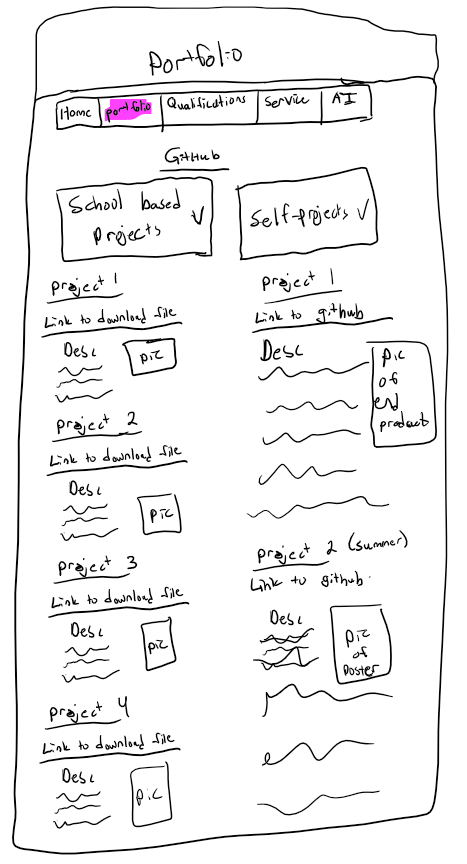 Portfolio
Home
portfolio
Qualifications
Service
AI
GitHub
School based
Projects
Self-projects
project 1
Link to download file
Desc
pic
project 2
Link to download file
Desc
pic
project 3
Link to download file
Desc
pic
project 4
Link to download file
Desc
pic
project 1
Link to github
Desc
pic
of
end
product
project 2 (summer)
Link to github.
Desc
pic
of
Poster